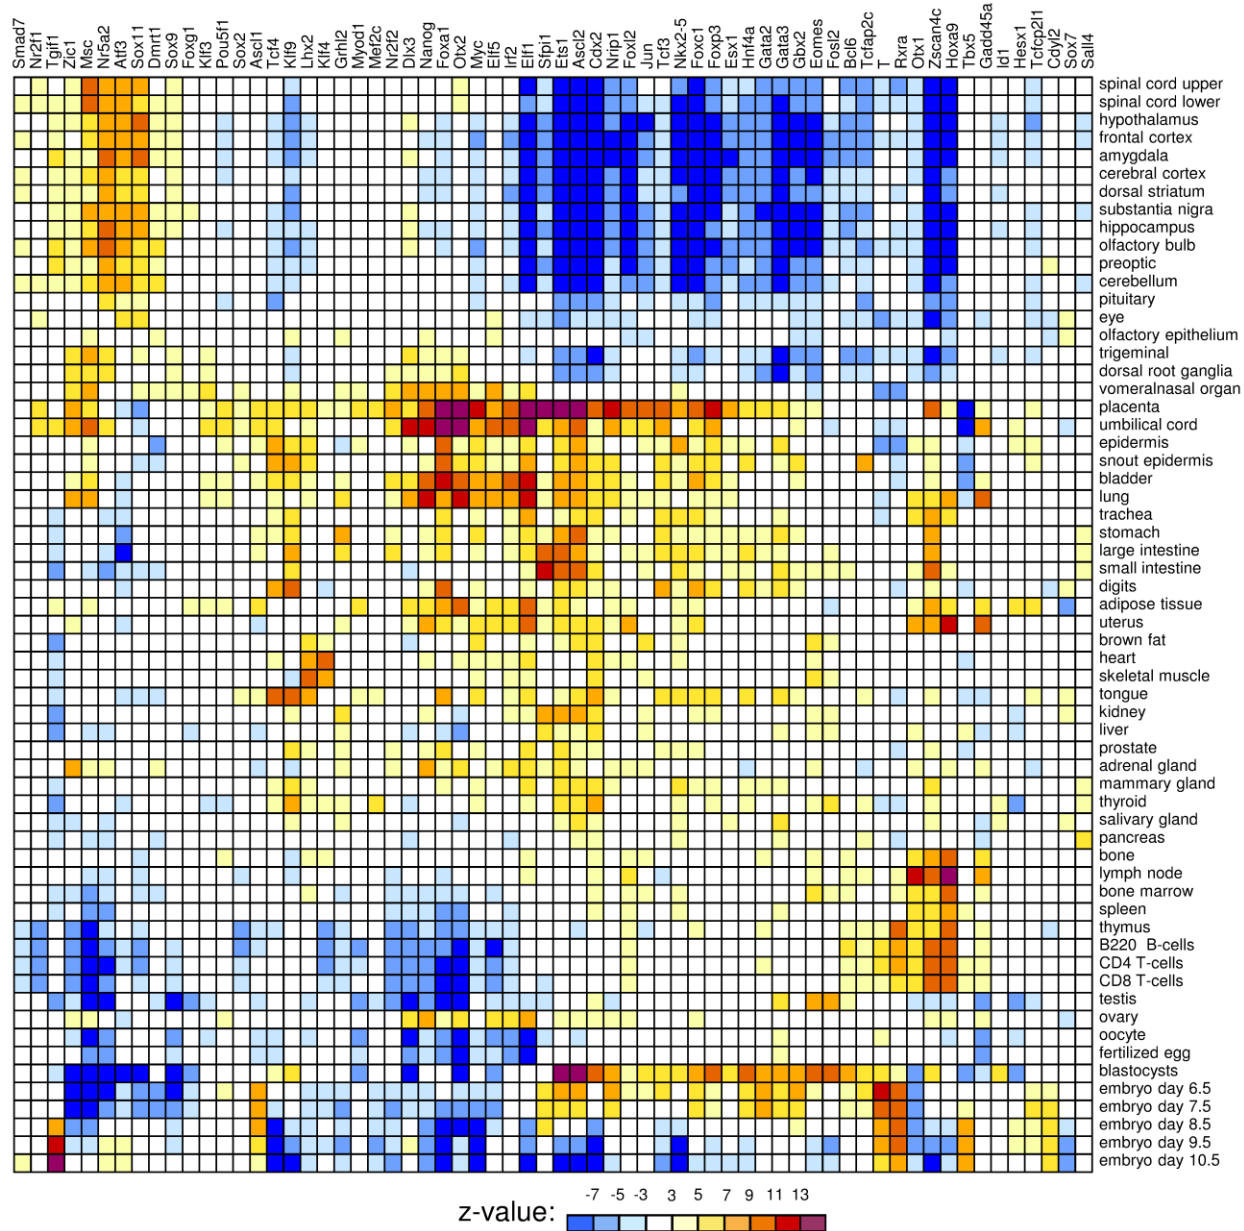 Smad7
Nr2f1
Tgif1
Zic1
Msc
Nr5a2
Atf3
Sox11
Dmrt1
Sox9
Foxg1
Klf3
Pou5f1
Sox2
Ascl1
Tcf4
Klf9
Lhx2
Klf4
Grhl2
Myod1
Mef2c
Nr2f2
Dlx3
Nanog
Foxa1
Otx2
Myc
Elf5
Irf2
Elf1
Sfpi1
Ets1
Ascl2
Cdx2
Nrip1
Foxl2
Jun
Tcf3
Nkx2-5
Foxc1
Foxp3
Esx1
Hnf4a
Gata2
Gata3
Gbx2
Eomes
Fosl2
Bcl6
Tcfap2c
T
Rxra
Otx1
Zscan4c
Hoxa9
Tbx5
Gadd45a
Id1
Hesx1
Tcfcp2l1
Cdyl2
Sox7
Sall4
spinal cord upper
spinal cord lower
hypothalamus
frontal cortex
amygdala
cerebral cortex
dorsal striatum
substantia nigra
hippocampus
olfactory bulb
preoptic
cerebellum
pituitary
eye
olfactory epithelium
trigeminal
dorsal root ganglia
vomeralnasal organ
placenta
umbilical cord
epidermis
snout epidermis
bladder
lung
trachea
stomach
large intestine
small intestine
digits
adipose tissue
uterus
brown fat
heart
skeletal muscle
tongue
kidney
liver
prostate
adrenal gland
mammary gland
thyroid
salivary gland
pancreas
bone
lymph node
bone marrow
spleen
thymus
B220 B-cells
CD4 T-cells
CD8 T-cells
testis
ovary
oocyte
fertilized egg
blastocysts
embryo day 6.5
embryo day 7.5
embryo day 8.5
embryo day 9.5
embryo day 10.5
-7 -5 -3 3 5 7 9 11 13
z-value: